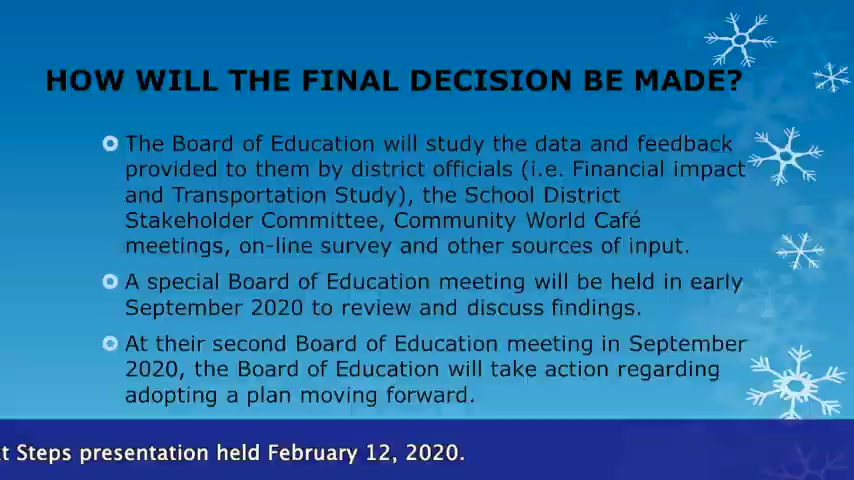 HOW WILL THE FINAL DECISION BE MADE?
The Board of Education will study the data and feedback
provided to them by district officials (i.e. Financial impact
and Transportation Study), the School District
Stakeholder Committee, Community World Café
meetings, on-line survey and other sources of input.
A special Board of Education meeting will be held in early
September 2020 to review and discuss findings.
At their second Board of Education meeting in September
2020, the Board of Education will take action regarding
adopting a plan moving forward.
Steps presentation held February 12, 2020.